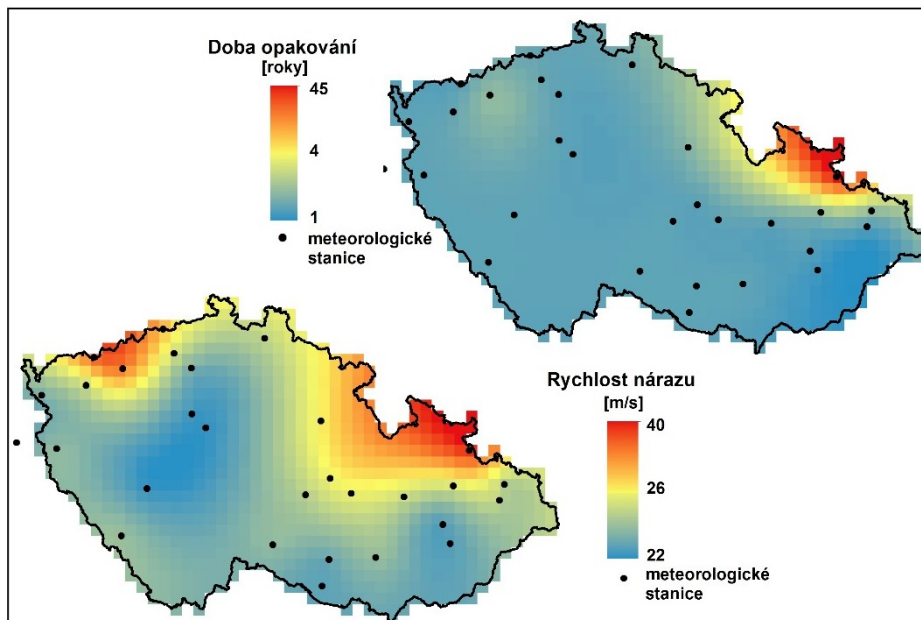 Doba opakování
[roky]
45
4
1
meteorologické
stanice
Rychlost nárazu
[m/s]
40
26
22
meteorologické
stanice